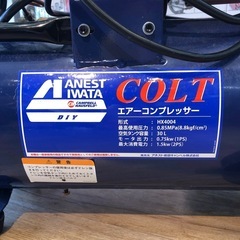 ANEST
IWATA
CAMPBELL
HAUSFELD
DIY
COLT
エアーコンプレッサー
形式：HX4004
最高使用圧力：0.85MPa(8.8kgf/cm²)
空気タンク容量：30L
モータ出力：0.75kw(1PS)
最大消費電力：1.5kw(2PS)